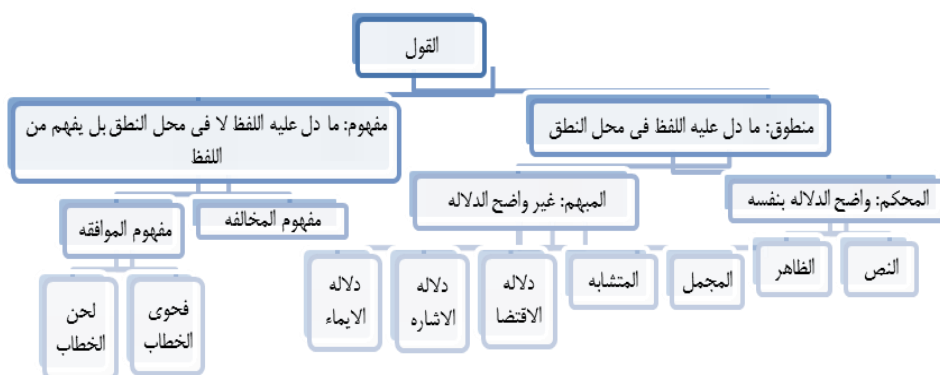 القول
منطوق: ما دل عليه اللفظ فى محل النطق
مفهوم: ما دل عليه اللفظ لا فى محل النطق بل يفهم من
اللفظ
المحكم: واضح الدلاله بنفسه
المبهم: غير واضح الدلاله
مفهوم المخالفه
مفهوم الموافقه
النص
الظاهر
المجمل
المتشابه
دلاله
الاقتضا
دلاله
الاشاره
دلاله
الايماء
فحوى
الخطاب
لحن
الخطاب